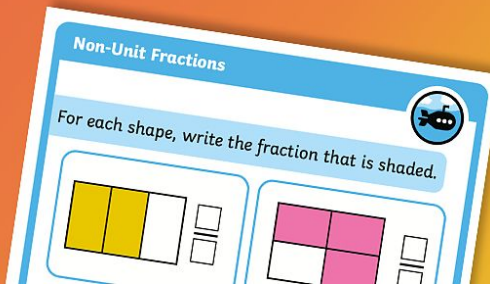 Non-Unit Fractions
For each shape, write the fraction that is shaded.